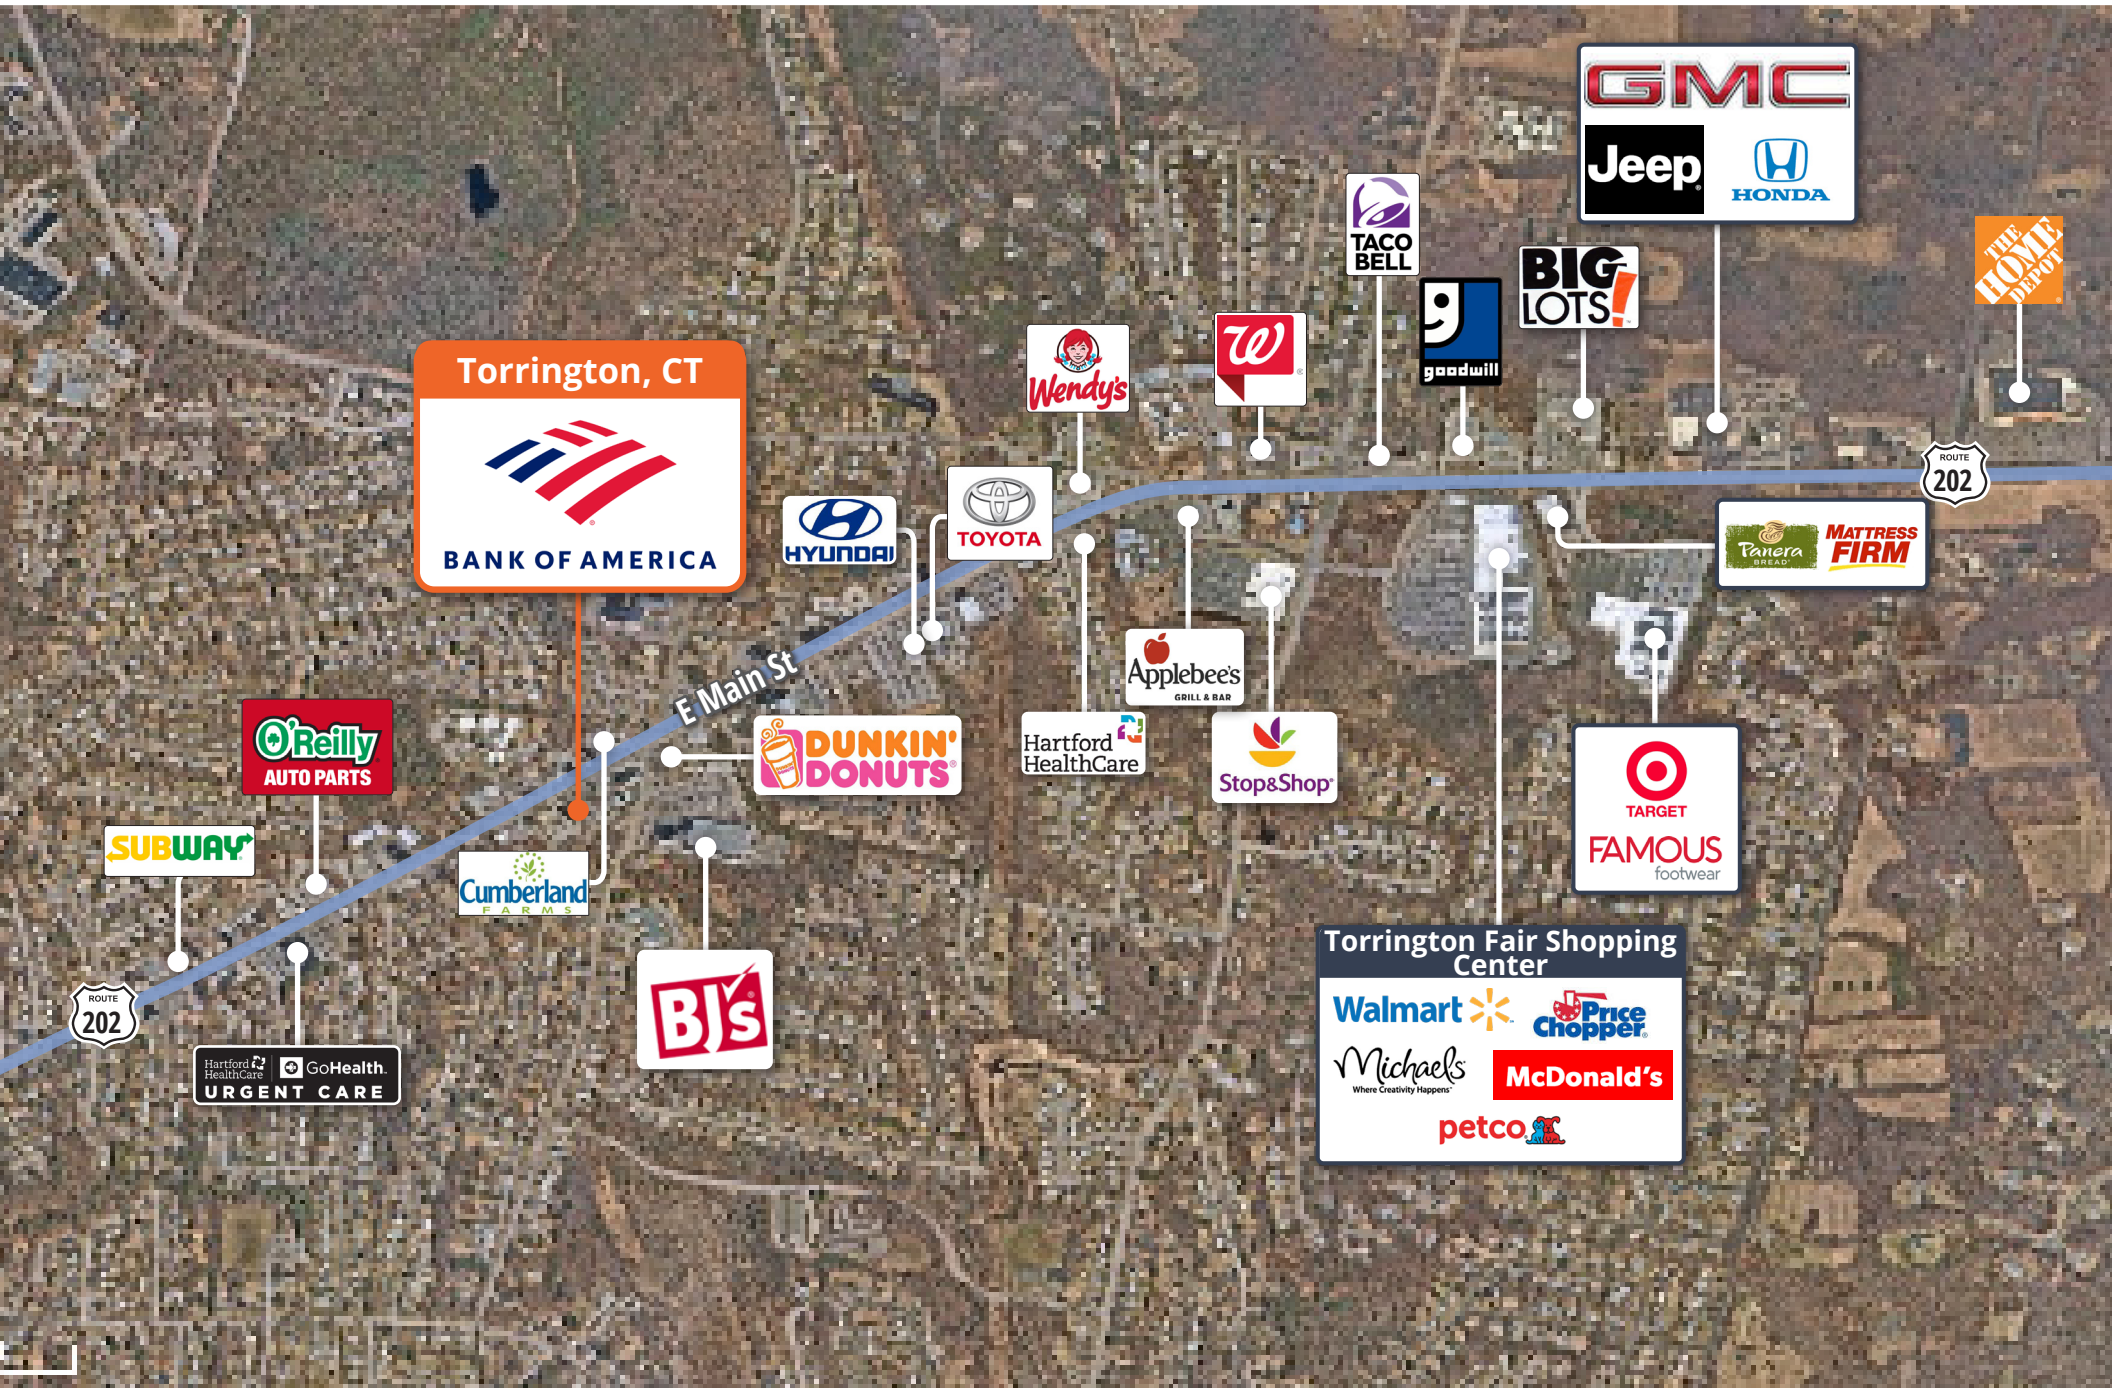 GMC
Jeep
HONDA
TACO
BELL
THE
HOME
DEPOT
BIG
LOTS!
goodwill
W
Wendy's
Torrington, CT
BANK OF AMERICA
ROUTE
202
TOYOTA
HYUNDAI
Panera
BREAD
MATTRESS
FIRM
E Main St
Applebee's
GRILL & BAR
Hartford
HealthCare
Stop&Shop
DUNKIN'
DONUTS
O'Reilly
AUTO PARTS
TARGET
FAMOUS
footwear
SUBWAY
Cumberland
FARMS
Torrington Fair Shopping
Center
Walmart
Price
Chopper
Michaels
Where Creativity Happens
McDonald's
petco
BJ's
ROUTE
202
Hartford
HealthCare
GoHealth
URGENT CARE